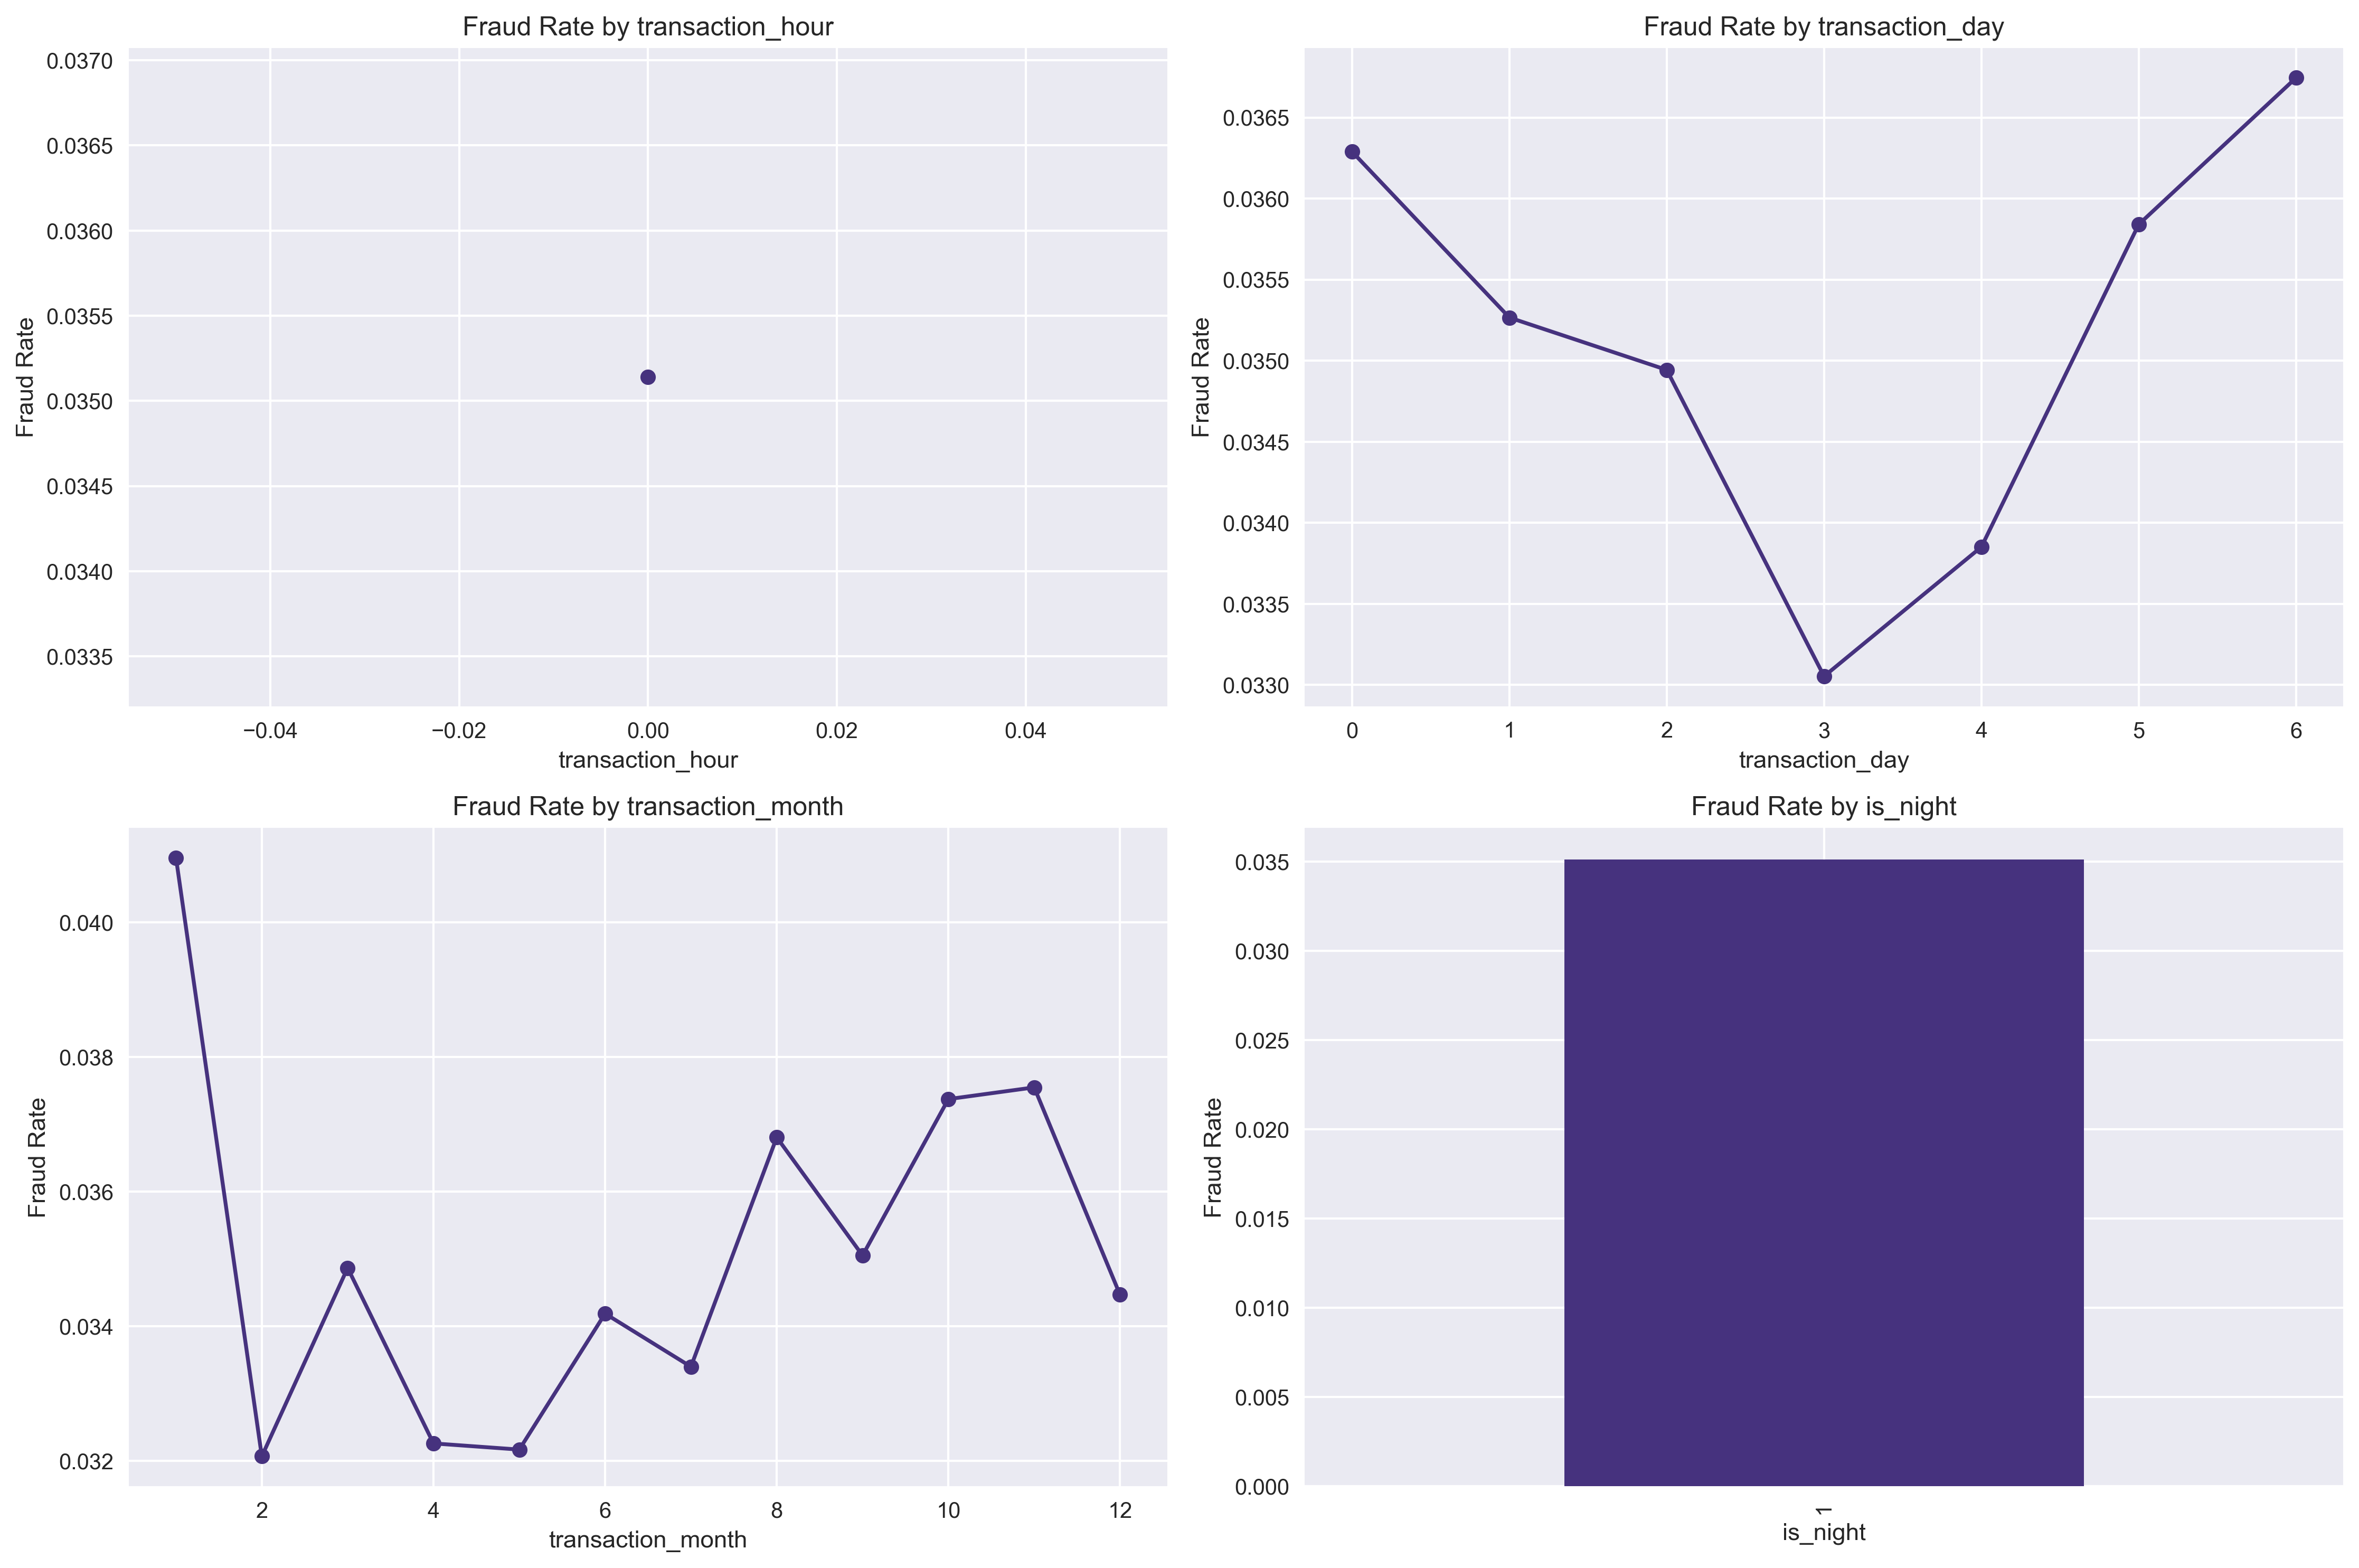 Fraud Rate by transaction_hour
0.0370
0.0365
0.0360
0.0355
0.0350
0.0345
0.0340
0.0335
Fraud Rate
−0.04 −0.02 0.00 0.02 0.04
transaction_hour
Fraud Rate by transaction_day
0.0365
0.0360
0.0355
0.0350
0.0345
0.0340
0.0335
0.0330
Fraud Rate
0 1 2 3 4 5 6
transaction_day
Fraud Rate by transaction_month
0.040
0.038
0.036
0.034
0.032
Fraud Rate
2 4 6 8 10 12
transaction_month
Fraud Rate by is_night
0.035
0.030
0.025
0.020
0.015
0.010
0.005
0.000
Fraud Rate
1
is_night